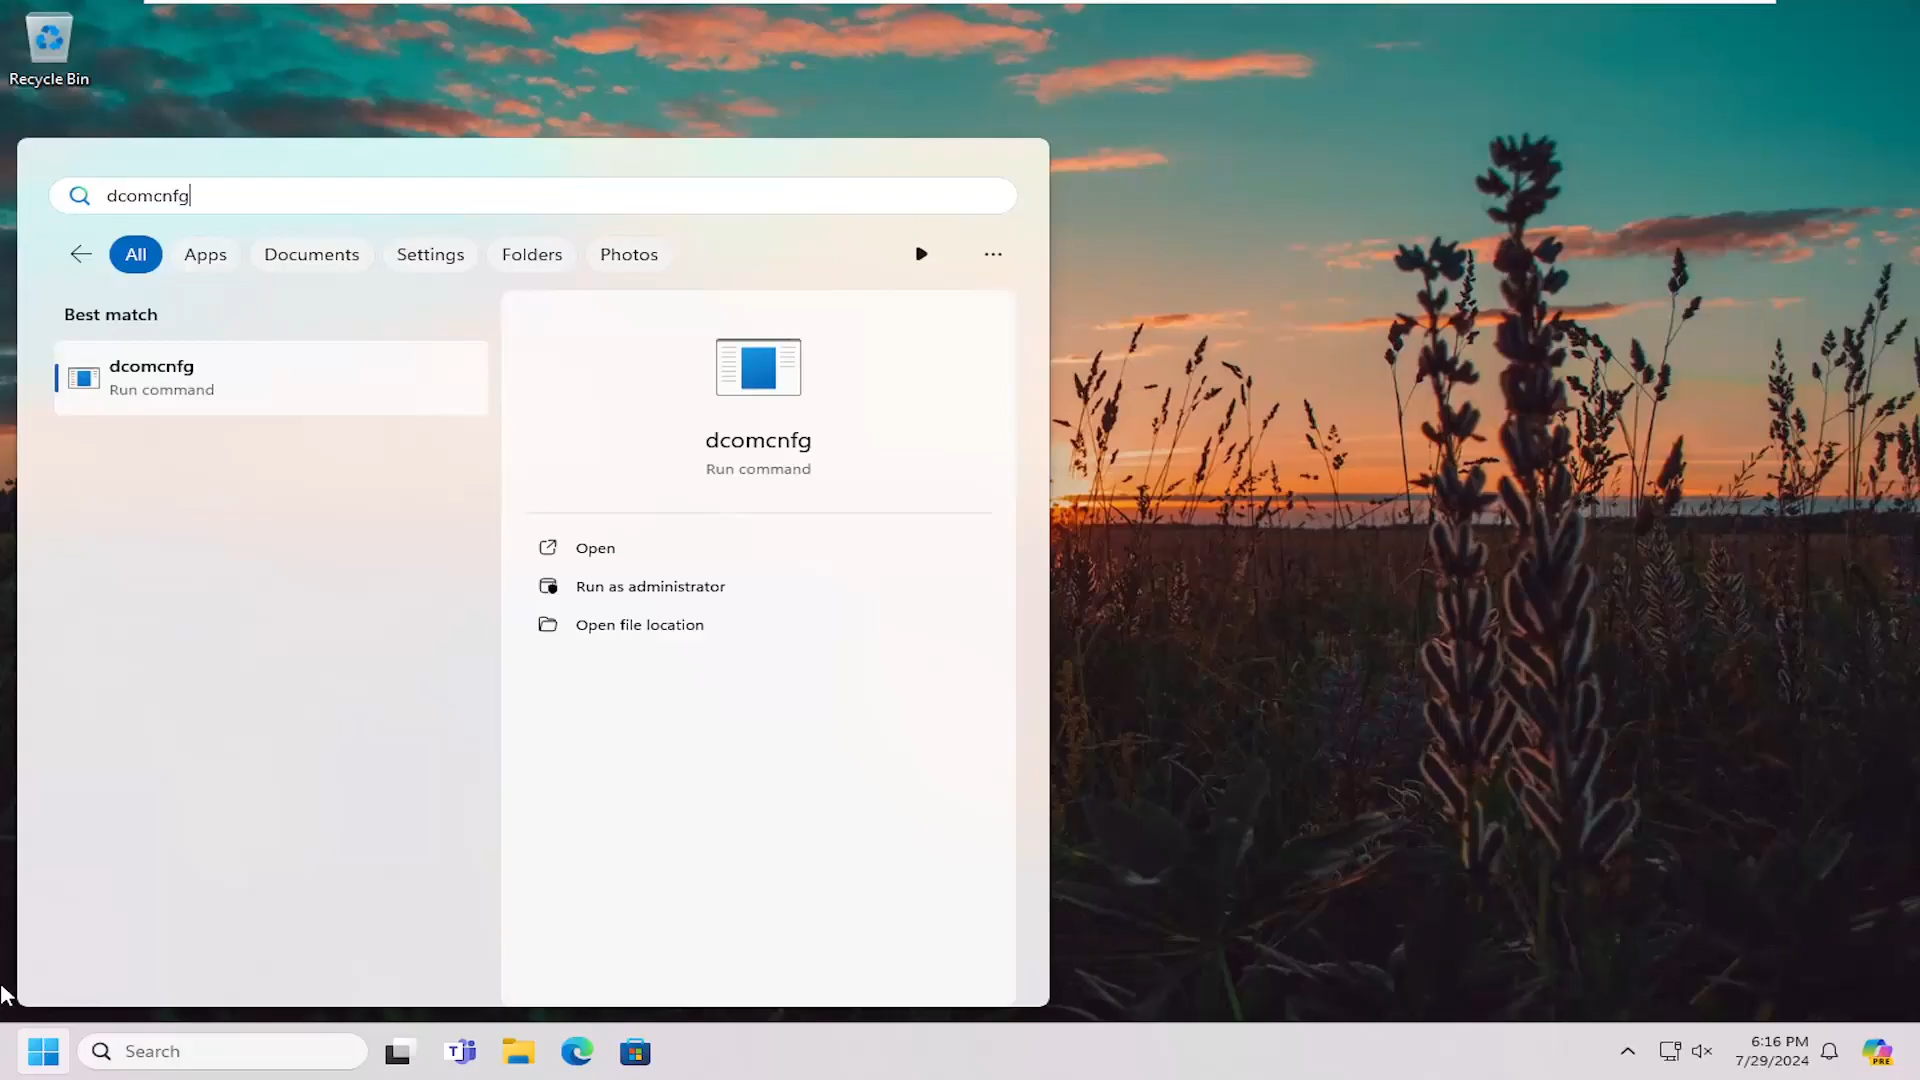 Recycle Bin
dcomcnfg
All Apps Documents Settings Folders Photos
Best match
dcomcnfg
Run command
dcomcnfg
Run command
Open
Run as administrator
Open file location
Search
T
6:16 PM
7/29/2024
PRE